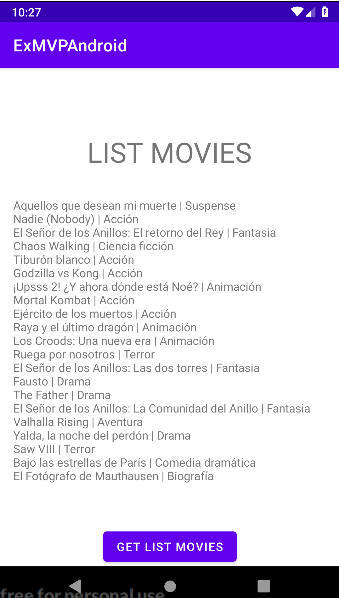 10:27
ExMVPAndroid
LIST MOVIES
Aquellos que desean mi muerte | Suspense
Nadie (Nobody) | Acción
El Señor de los Anillos: El retorno del Rey | Fantasia
Chaos Walking | Ciencia ficción
Tiburón blanco | Acción
Godzilla vs Kong | Acción
¡Upsss 2! ¿Y ahora dónde está Noé? | Animación
Mortal Kombat | Acción
Ejército de los muertos | Acción
Raya y el último dragón | Animación
Los Croods: Una nueva era | Animación
Ruega por nosotros | Terror
El Señor de los Anillos: Las dos torres | Fantasia
Fausto | Drama
The Father | Drama
El Señor de los Anillos: La Comunidad del Anillo | Fantasia
Valhalla Rising | Aventura
Yalda, la noche del perdón | Drama
Saw VIII | Terror
Bajo las estrellas de París | Comedia dramática
El Fotógrafo de Mauthausen | Biografía
GET LIST MOVIES
free for personal use